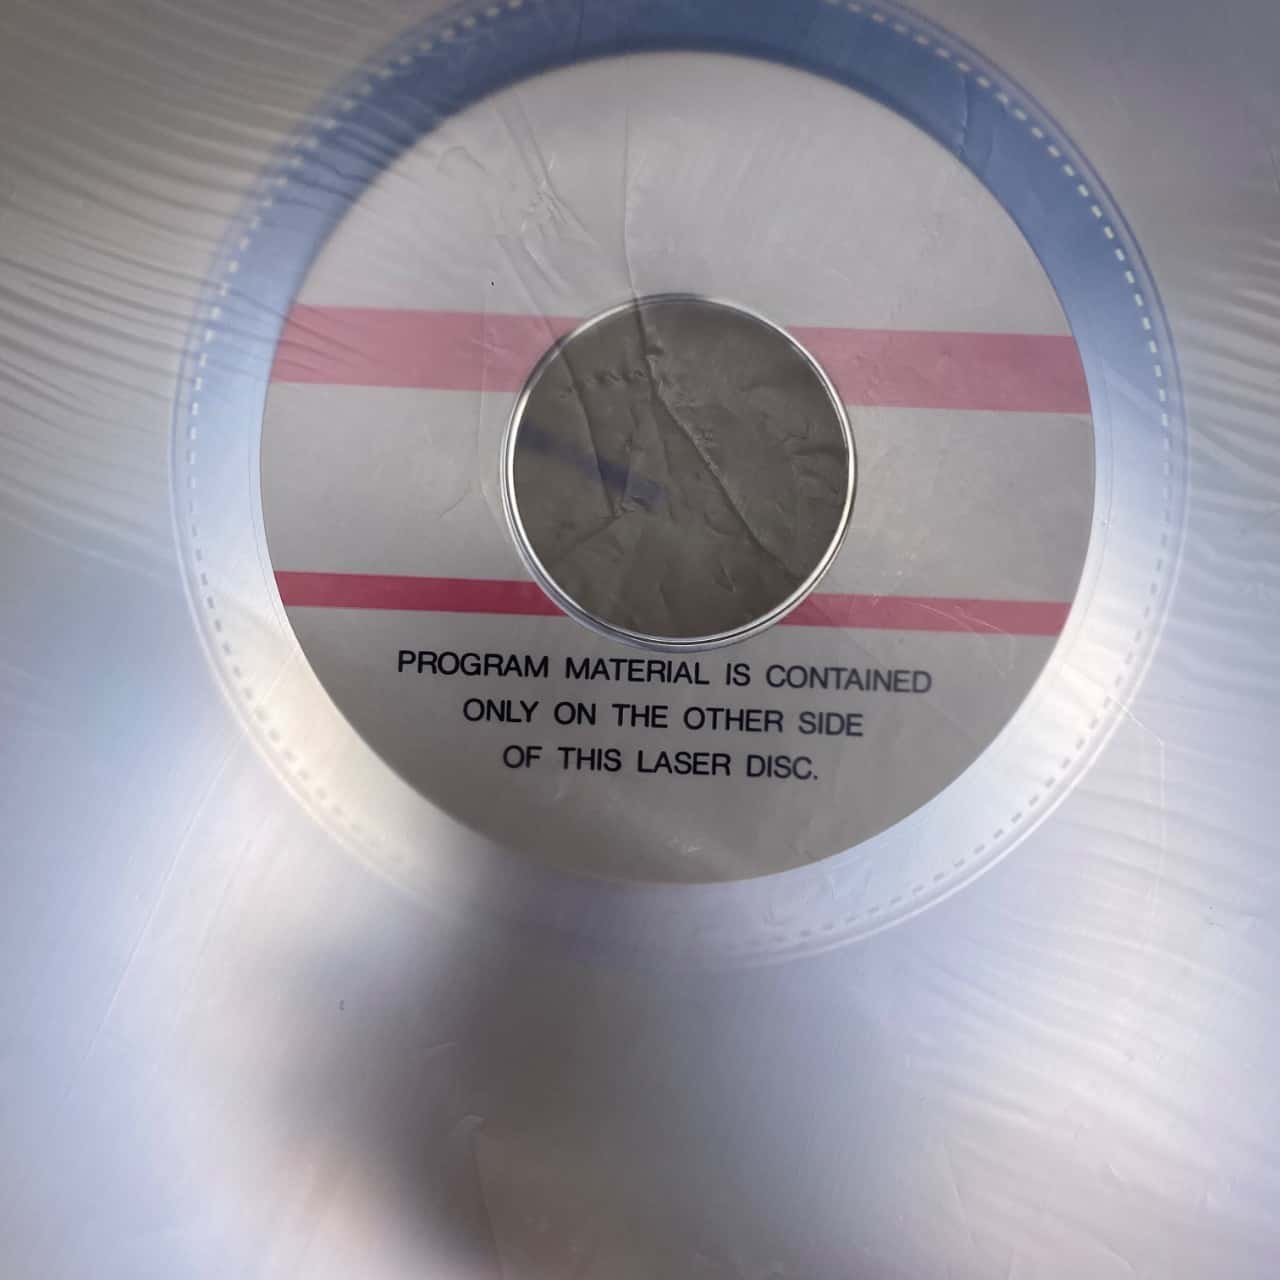 PROGRAM MATERIAL IS CONTAINED
ONLY ON THE OTHER SIDE
OF THIS LASER DISC.